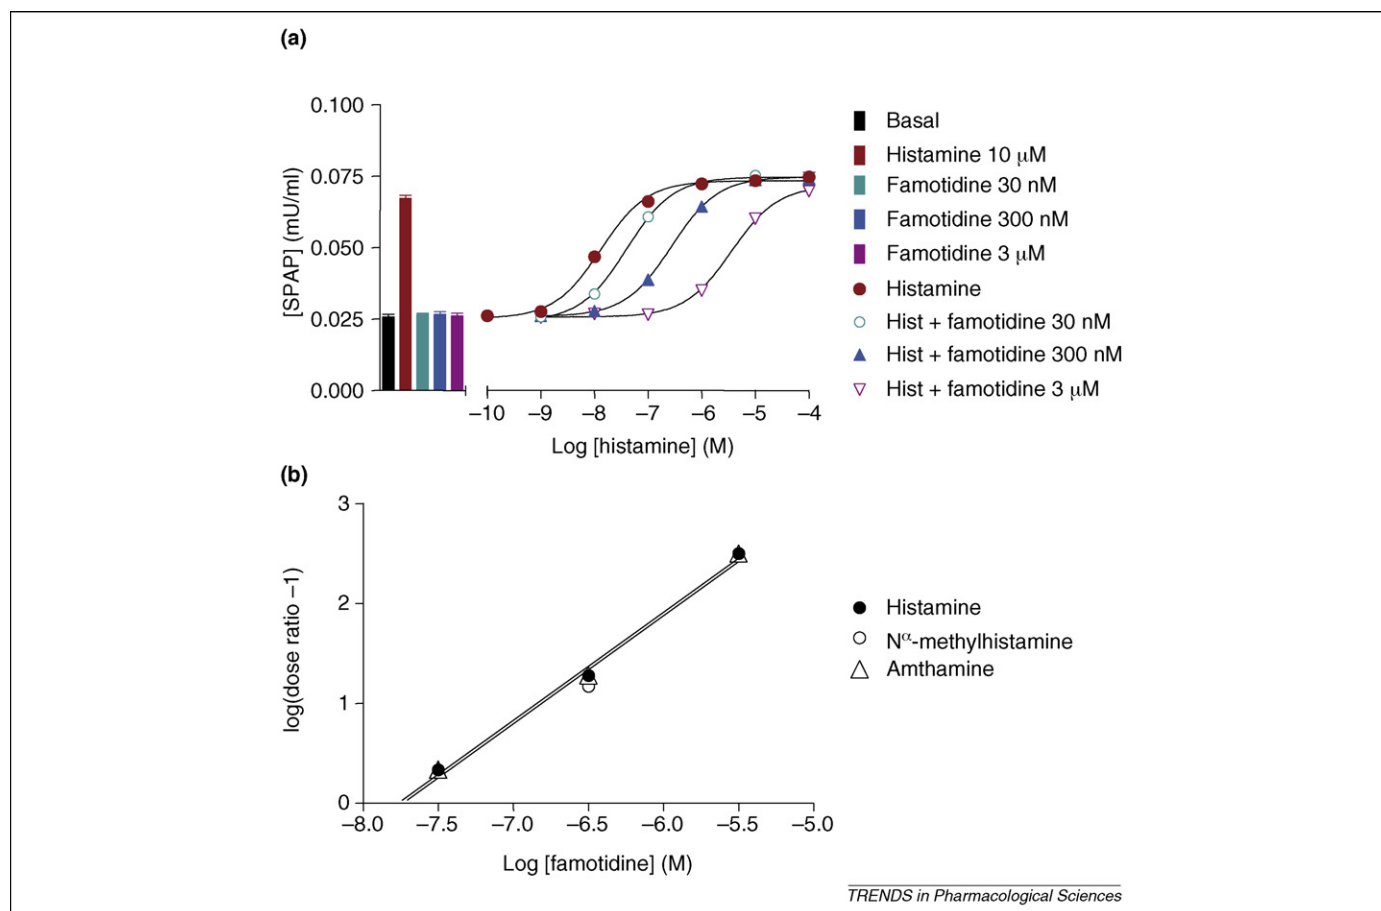 (a)
[SPAP] (mU/ml)
0.100
0.075
0.050
0.025
0.000
–10 –9 –8 –7 –6 –5 –4
Log [histamine] (M)
Basal
Histamine 10 μM
Famotidine 30 nM
Famotidine 300 nM
Famotidine 3 μM
Histamine
Hist + famotidine 30 nM
Hist + famotidine 300 nM
Hist + famotidine 3 μM
(b)
log(dose ratio –1)
3
2
1
0
–8.0 –7.5 –7.0 –6.5 –6.0 –5.5 –5.0
Log [famotidine] (M)
Histamine
Nα-methylhistamine
Amthamine
TRENDS in Pharmacological Sciences